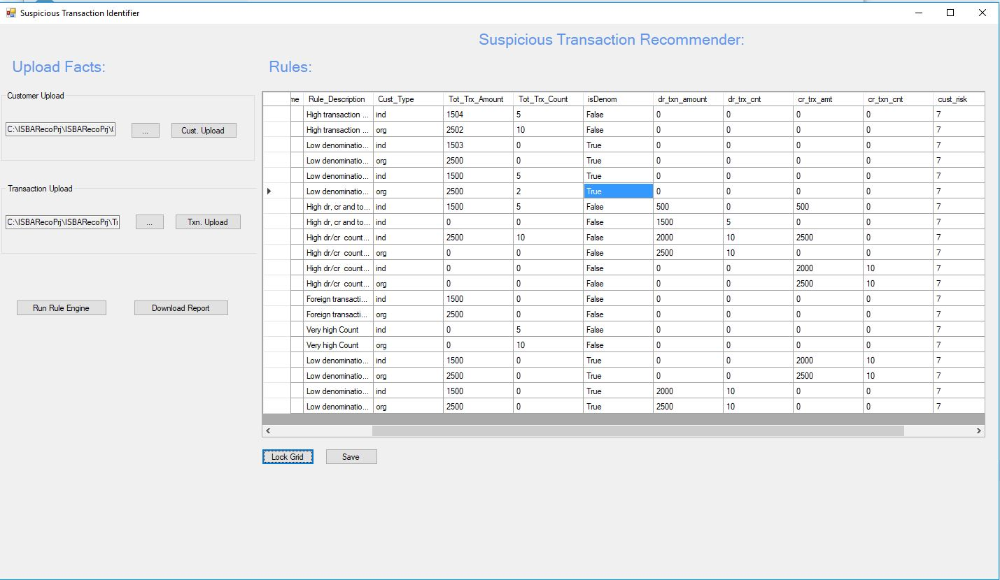 Suspicious Transaction Identifier
Suspicious Transaction Recommender:
Upload Facts:
Rules:
Customer Upload
C:\ISBARecoPrj\ISBARecoPrj\
... Cust. Upload
Transaction Upload
C:\ISBARecoPrj\ISBARecoPrj\Tr
... Txn. Upload
Run Rule Engine Download Report
me Rule_Description Cust_Type Tot_Trx_Amount Tot_Trx_Count isDenom dr_txn_amount dr_trx_cnt cr_trx_amt cr_txn_cnt cust_risk
High transaction ... ind 1504 5 False 0 0 0 0 7
High transaction ... org 2502 10 False 0 0 0 0 7
Low denominatio... ind 1503 0 True 0 0 0 0 7
Low denominatio... org 2500 0 True 0 0 0 0 7
Low denominatio... ind 1500 5 True 0 0 0 0 7
Low denominatio... org 2500 2 True 0 0 0 0 7
High dr, cr and to... ind 1500 5 False 500 0 500 0 7
High dr, cr and to... ind 0 0 False 1500 5 0 0 7
High dr/cr count... ind 2500 10 False 2000 10 2500 0 7
High dr/cr count... org 0 0 False 2500 10 0 0 7
High dr/cr count... ind 0 0 False 0 0 2000 10 7
High dr/cr count... org 0 0 False 0 0 2500 10 7
Foreign transacti... ind 1500 0 False 0 0 0 0 7
Foreign transacti... org 2500 0 False 0 0 0 0 7
Very high Count ind 0 5 False 0 0 0 0 7
Very high Count org 0 10 False 0 0 0 0 7
Low denominatio... ind 1500 0 True 0 0 2000 10 7
Low denominatio... org 2500 0 True 0 0 2500 10 7
Low denominatio... ind 1500 0 True 2000 10 0 0 7
Low denominatio... org 2500 0 True 2500 10 0 0 7
Lock Grid Save